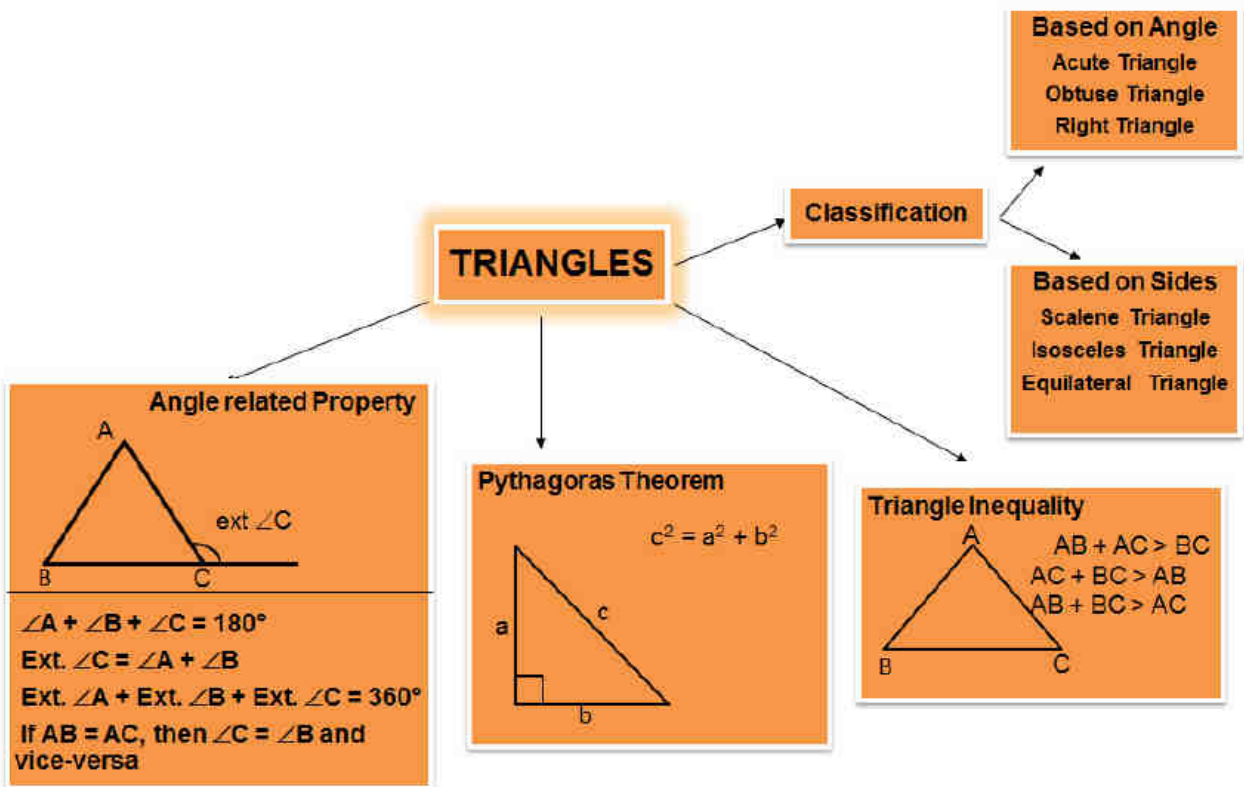 TRIANGLES
Classification
Based on Angle
Acute Triangle
Obtuse Triangle
Right Triangle
Based on Sides
Scalene Triangle
Isosceles Triangle
Equilateral Triangle
Angle related Property
A
ext ∠C
B C
∠A + ∠B + ∠C = 180°
Ext. ∠C = ∠A + ∠B
Ext. ∠A + Ext. ∠B + Ext. ∠C = 360°
If AB = AC, then ∠C = ∠B and
vice-versa
Pythagoras Theorem
c² = a² + b²
a
c
b
Triangle Inequality
A
AB + AC > BC
AC + BC > AB
AB + BC > AC
B C